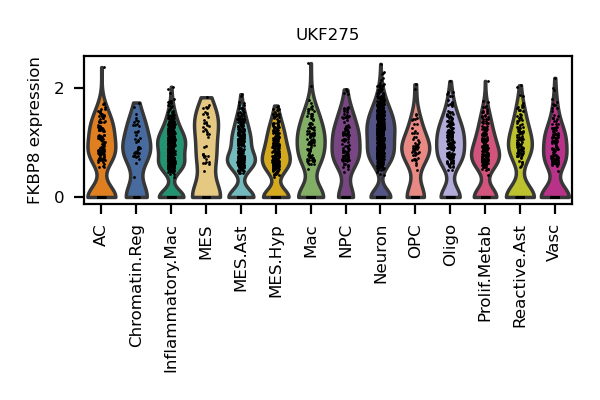 UKF275
FKBP8 expression
2
0
AC
Chromatin.Reg
Inflammatory.Mac
MES
MES.Ast
MES.Hyp
Mac
NPC
Neuron
OPC
Oligo
Prolif.Metab
Reactive.Ast
Vasc